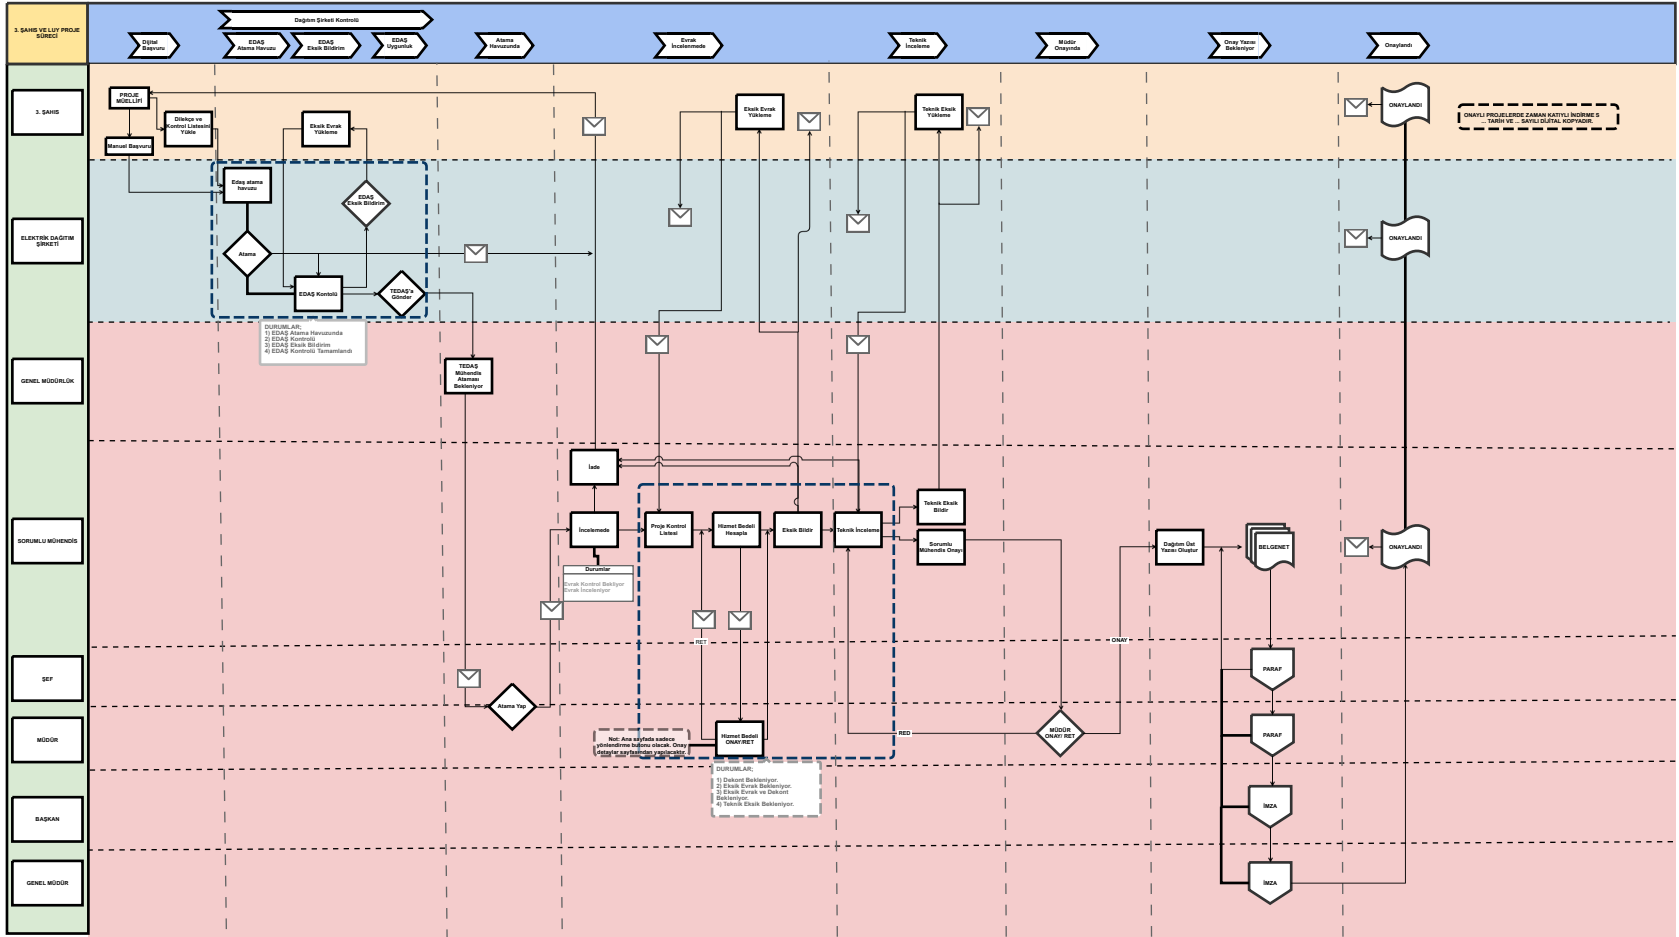 3. ŞAHIS VE LUY PROJE
SÜRECİ
Dağıtım Şirketi Kontrolü
Dijital
Başvuru
EDAŞ
Atama Havuzu
EDAŞ
Eksik Bildirim
EDAŞ
Uygunluk
Atama
Havuzunda
Evrak
İncelenmede
Teknik
İnceleme
Müdür
Onayında
Onay Yazısı
Bekleniyor
Onaylandı
3. ŞAHIS
PROJE
MÜELLİFİ
Dilekçe ve
Kontrol Listesini
Yükle
Manuel Başvuru
Eksik Evrak
Yükleme
Eksik Evrak
Yükleme
Teknik Eksik
Yükleme
ONAYLANDI
ONAYLI PROJELERDE ZAMAN KATIYLI İNDİRME S
... TARİH VE ... SAYILI DİJİTAL KOPYADIR.
ELEKTRİK DAĞITIM
ŞİRKETİ
Edaş atama
havuzu
EDAŞ
Eksik Bildirim
Atama
EDAŞ Kontolü
TEDAŞ'a
Gönder
ONAYLANDI
DURUMLAR;
1) EDAŞ Atama Havuzunda
2) EDAŞ Kontrolü
3) EDAŞ Eksik Bildirim
4) EDAŞ Kontrolü Tamamlandı
GENEL MÜDÜRLÜK
TEDAŞ
Mühendis
Ataması
Bekleniyor
SORUMLU MÜHENDİS
İade
İncelemede
Proje Kontrol
Listesi
Hizmet Bedeli
Hesapla
Eksik Bildir
Teknik İnceleme
Teknik Eksik
Bildir
Sorumlu
Mühendis Onayı
Dağıtım Üst
Yazısı Oluştur
BELGENET
ONAYLANDI
Durumlar
Evrak Kontrol Bekliyor
Evrak İnceleniyor
RET
ONAY
ŞEF
Atama Yap
PARAF
MÜDÜR
Not: Ana sayfada sadece
yönlendirme butonu olacak. Onay
detaylar sayfasından yapılacaktır.
Hizmet Bedeli
ONAY/RET
RED
MÜDÜR
ONAY/ RET
PARAF
DURUMLAR;
1) Dekont Bekleniyor.
2) Eksik Evrak Bekleniyor.
3) Eksik Evrak ve Dekont
Bekleniyor.
4) Teknik Eksik Bekleniyor.
BAŞKAN
İMZA
GENEL MÜDÜR
İMZA